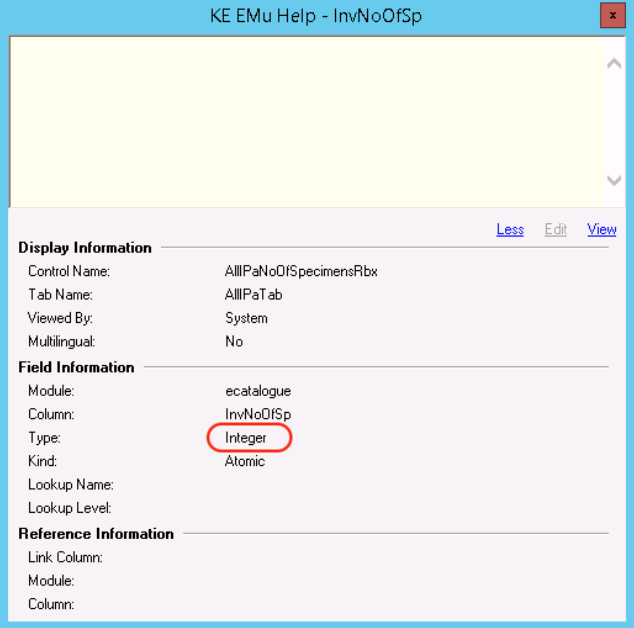 KE EMu Help - InvNoOfSp
x
Less Edit View
Display Information
Control Name: AllIPaNoOfSpecimensRbx
Tab Name: AllIPaTab
Viewed By: System
Multilingual: No
Field Information
Module: ecatalogue
Column: InvNoOfSp
Type: Integer
Kind: Atomic
Lookup Name:
Lookup Level:
Reference Information
Link Column:
Module:
Column: